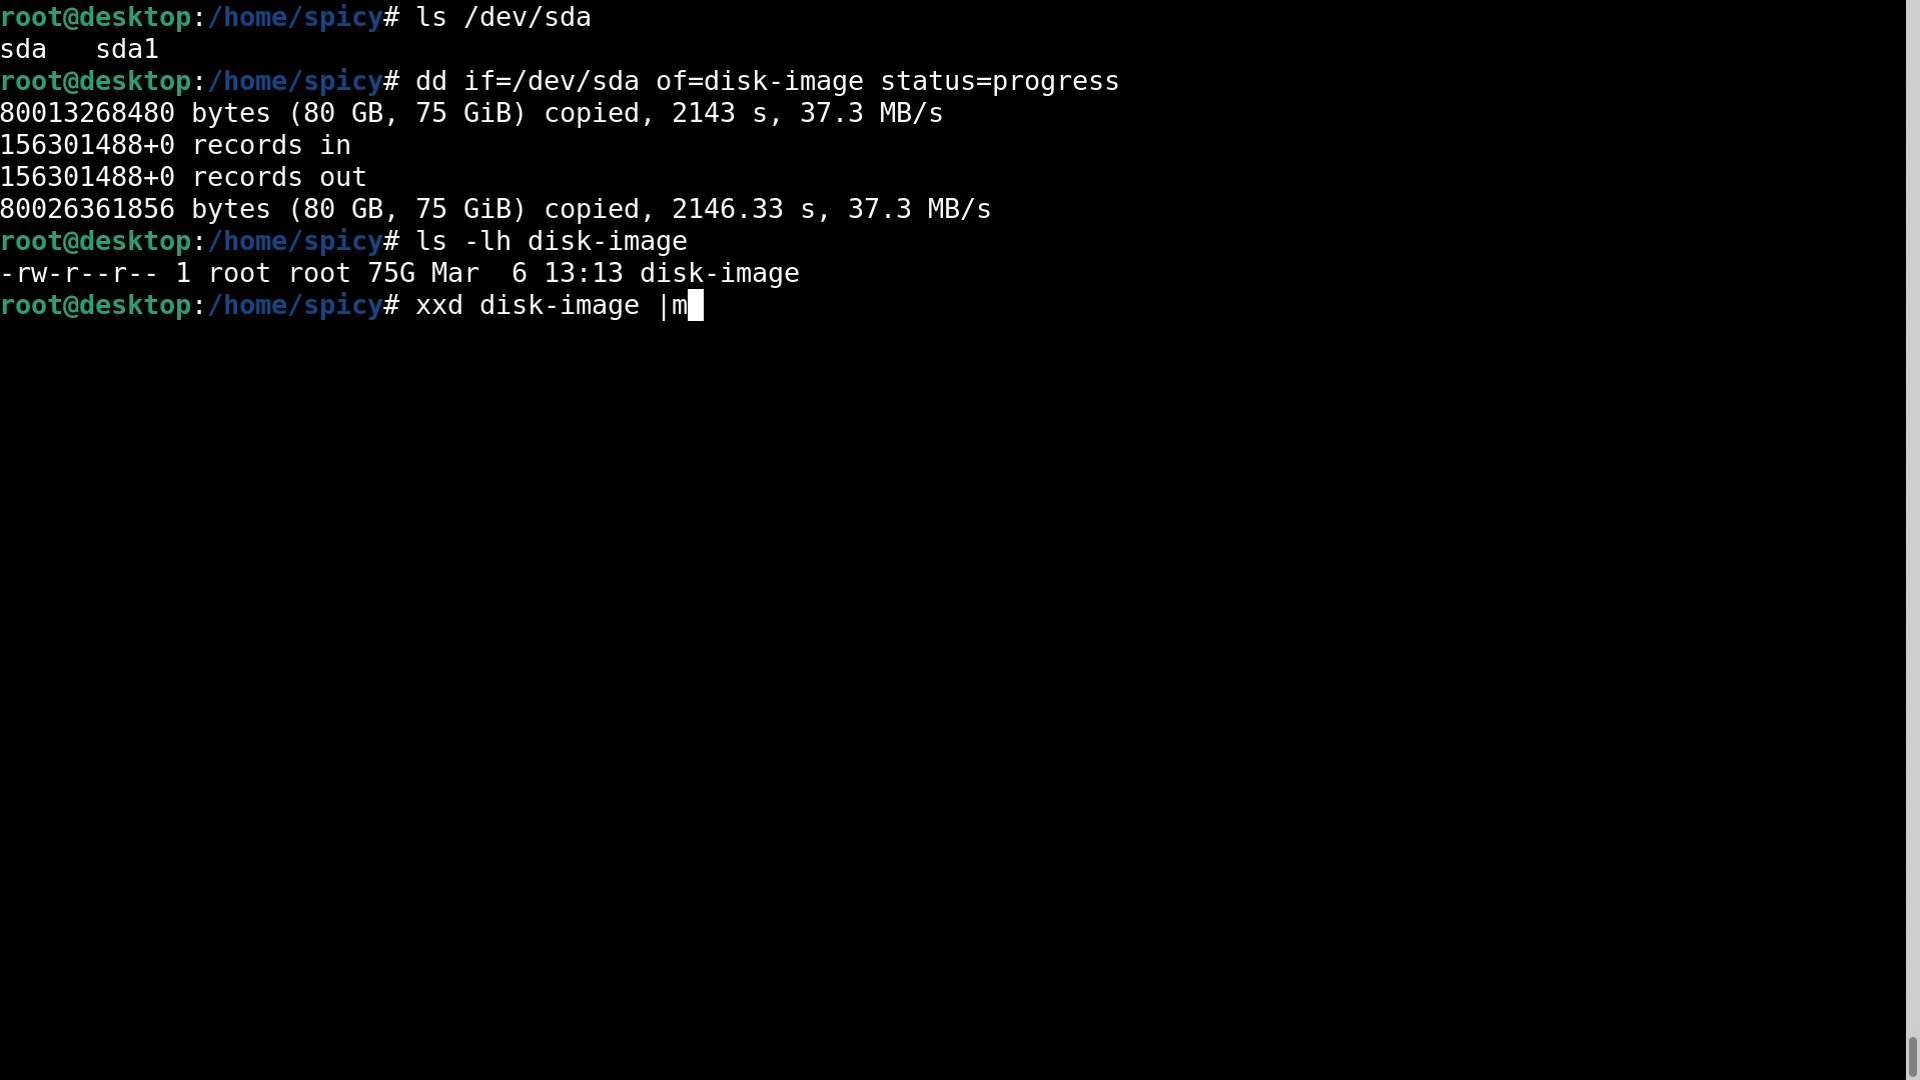 root@desktop:/home/spicy# ls /dev/sda
sda   sda1
root@desktop:/home/spicy# dd if=/dev/sda of=disk-image status=progress
80013268480 bytes (80 GB, 75 GiB) copied, 2143 s, 37.3 MB/s
156301488+0 records in
156301488+0 records out
80026361856 bytes (80 GB, 75 GiB) copied, 2146.33 s, 37.3 MB/s
root@desktop:/home/spicy# ls -lh disk-image
-rw-r--r-- 1 root root 75G Mar  6 13:13 disk-image
root@desktop:/home/spicy# xxd disk-image |m